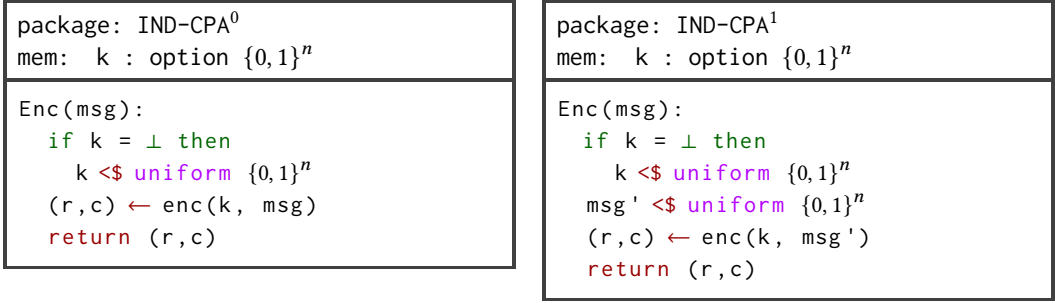 package: IND-CPA⁰
mem: k : option {0, 1}ⁿ
Enc(msg):
if k = ⊥ then
k <$ uniform {0, 1}ⁿ
(r,c) ← enc(k, msg)
return (r,c)
package: IND-CPA¹
mem: k : option {0, 1}ⁿ
Enc(msg):
if k = ⊥ then
k <$ uniform {0, 1}ⁿ
msg' <$ uniform {0, 1}ⁿ
(r,c) ← enc(k, msg')
return (r,c)